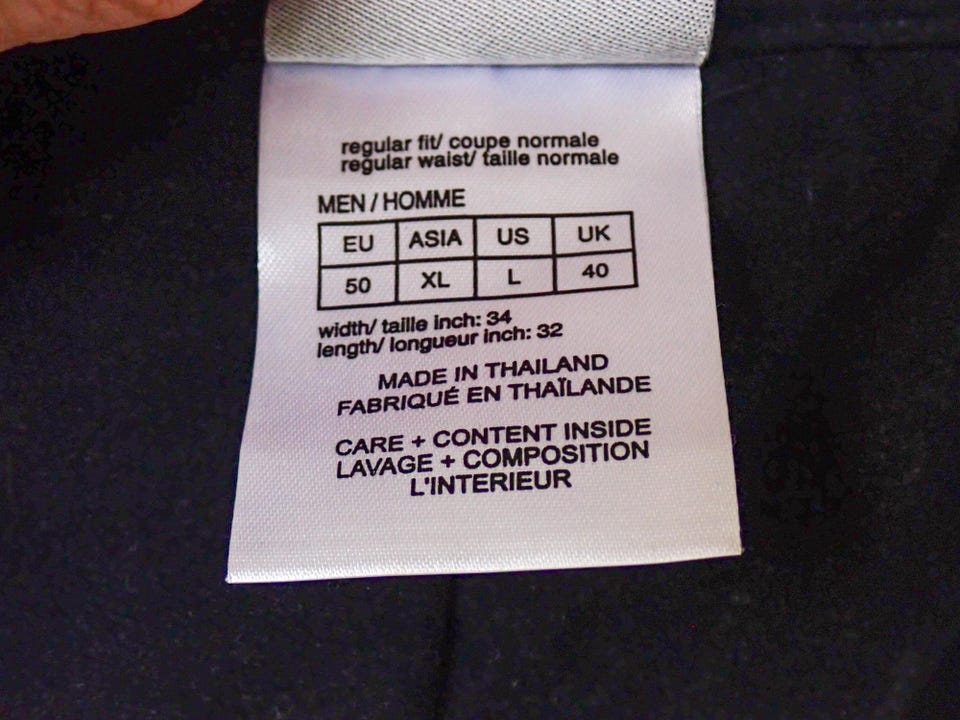 regular fit/ coupe normale
regular waist/ taille normale
MEN / HOMME
EU ASIA US UK
50 XL L 40
width/ taille inch: 34
length/ longueur inch: 32
MADE IN THAILAND
FABRIQUÉ EN THAÏLANDE
CARE + CONTENT INSIDE
LAVAGE + COMPOSITION
L'INTERIEUR